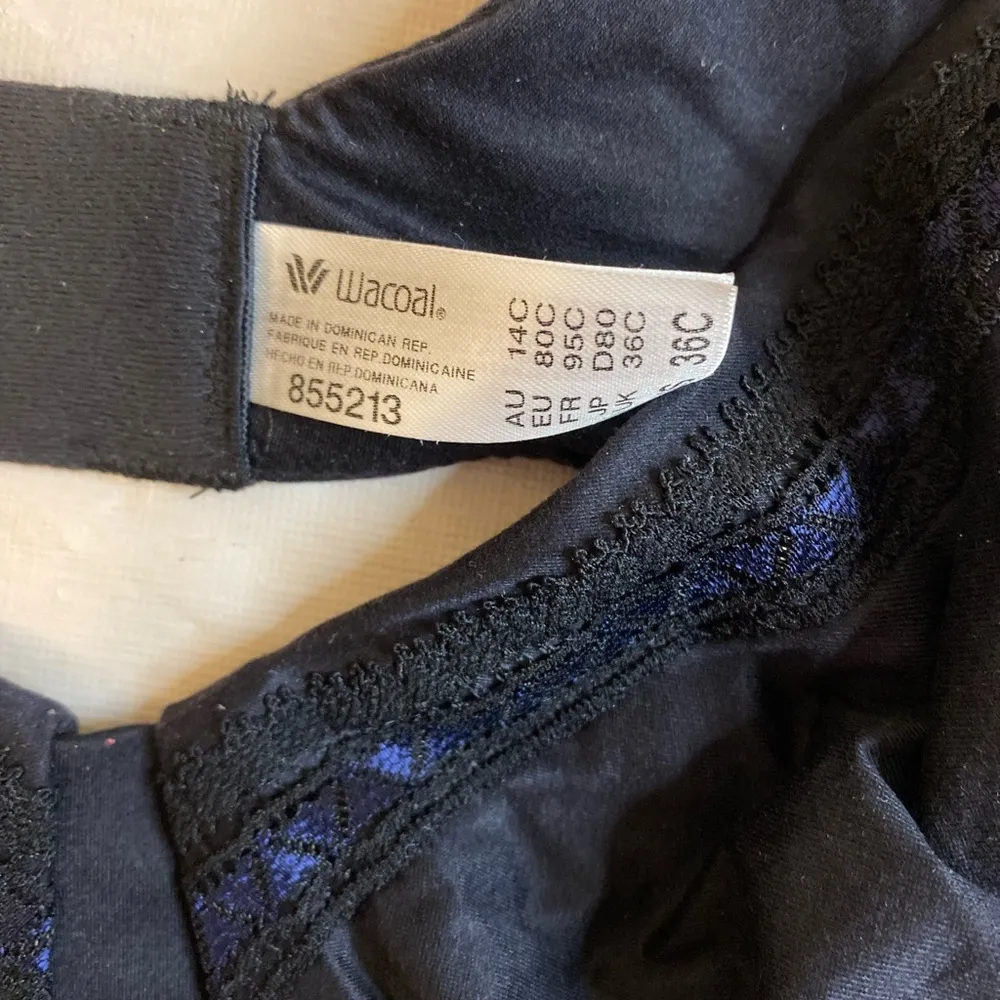 Wacoal®
MADE IN DOMINICAN REP.
FABRIQUE EN REP.DOMINICAINE
HECHO EN REP.DOMINICANA
855213
AU 14C
EU 80C
FR 95C
JP D80
UK 36C
36C